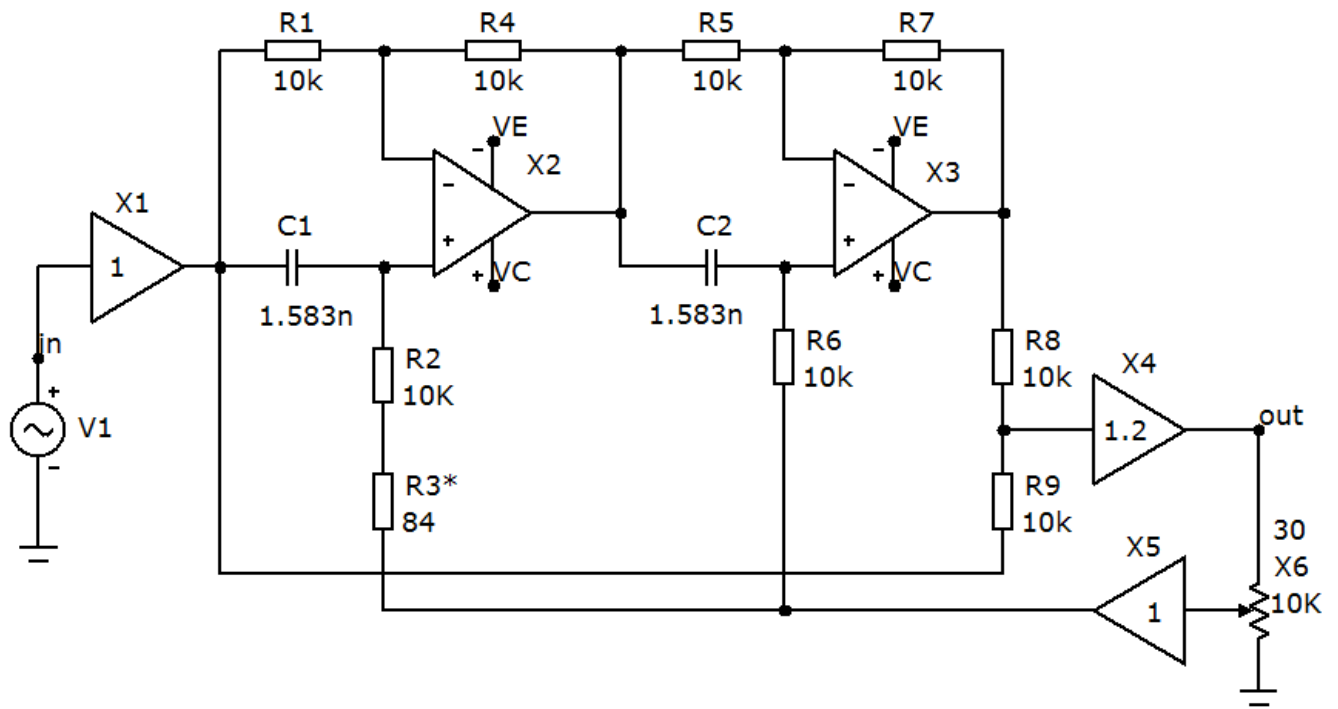 R1
R4
R5
R7
10k
10k
10k
10k
VE
VE
-
-
X2
X3
X1
-
-
1
C1
C2
+
+
1.583n
+
VC
1.583n
+
VC
in
R2
10K
R6
10k
R8
10k
X4
+
V1
-
1.2
out
R3*
84
R9
10k
30
X5
X6
1
10K